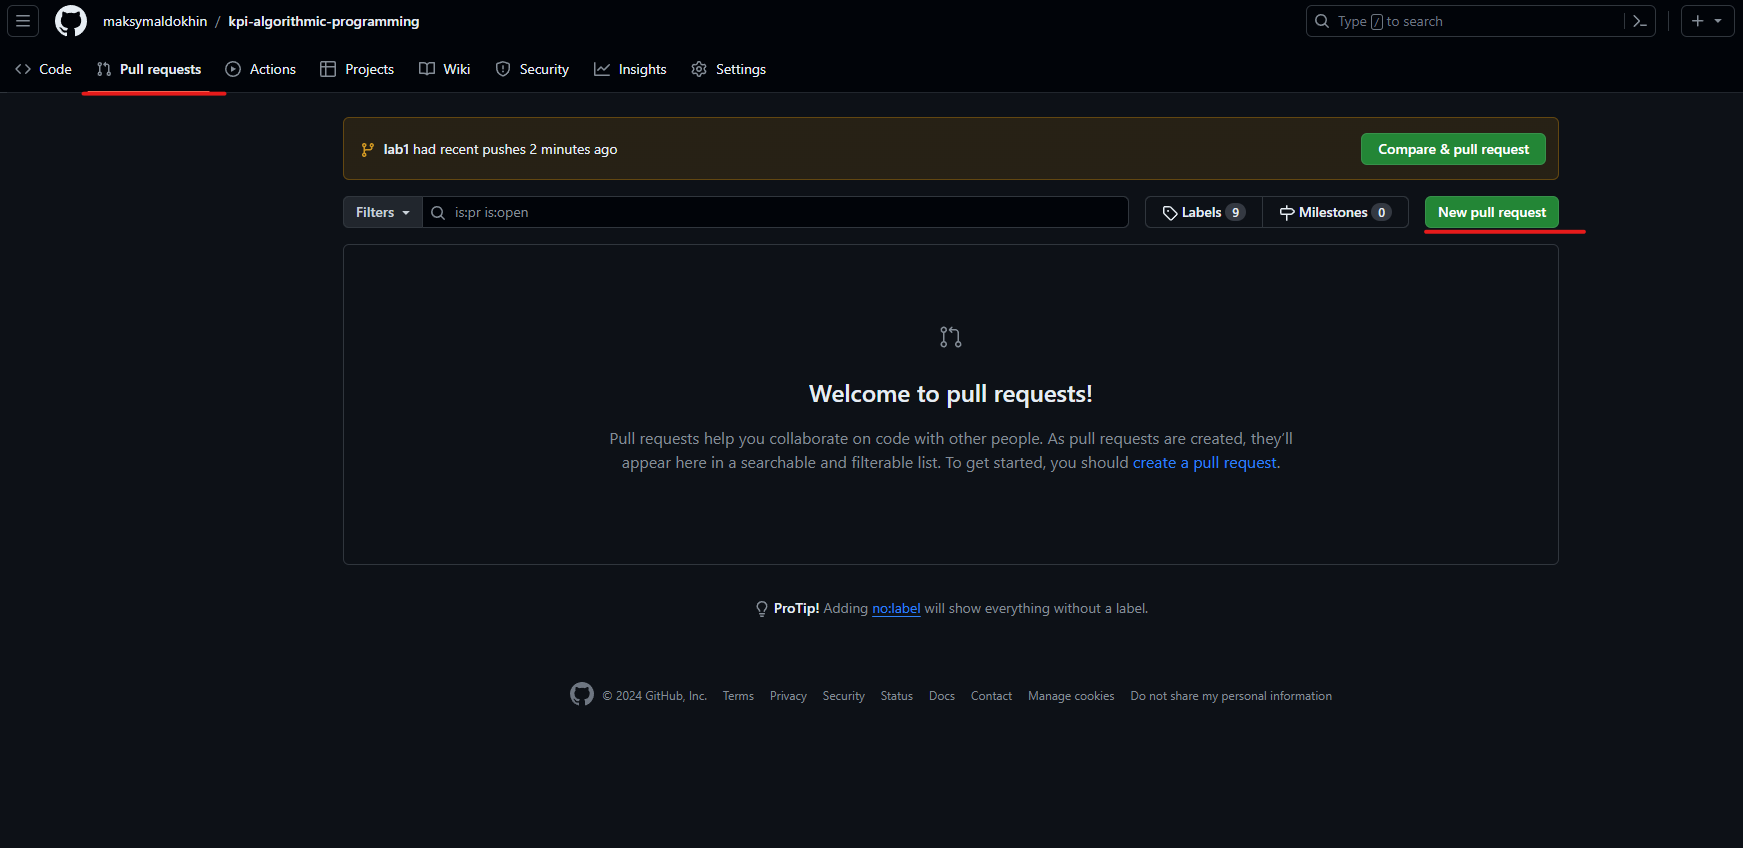 maksymaldokhin / kpi-algorithmic-programming
Type / to search
Code Pull requests Actions Projects Wiki Security Insights Settings
lab1 had recent pushes 2 minutes ago
Compare & pull request
Filters is:pr is:open Labels 9 Milestones 0 New pull request
Welcome to pull requests!
Pull requests help you collaborate on code with other people. As pull requests are created, they’ll
appear here in a searchable and filterable list. To get started, you should create a pull request.
ProTip! Adding no:label will show everything without a label.
© 2024 GitHub, Inc. Terms Privacy Security Status Docs Contact Manage cookies Do not share my personal information